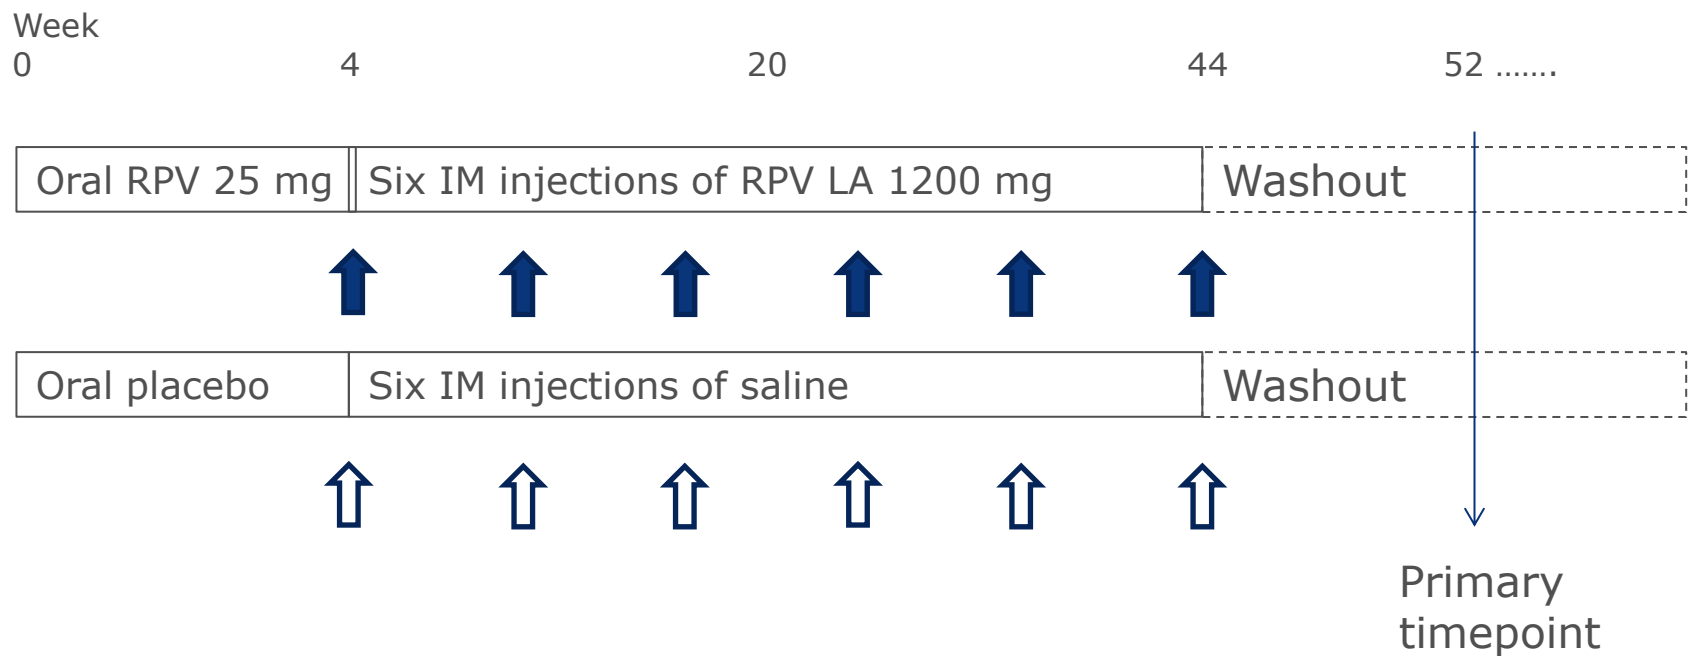 Week
0 4 20 44 52 .......
Oral RPV 25 mg Six IM injections of RPV LA 1200 mg Washout
Oral placebo Six IM injections of saline Washout
Primary
timepoint